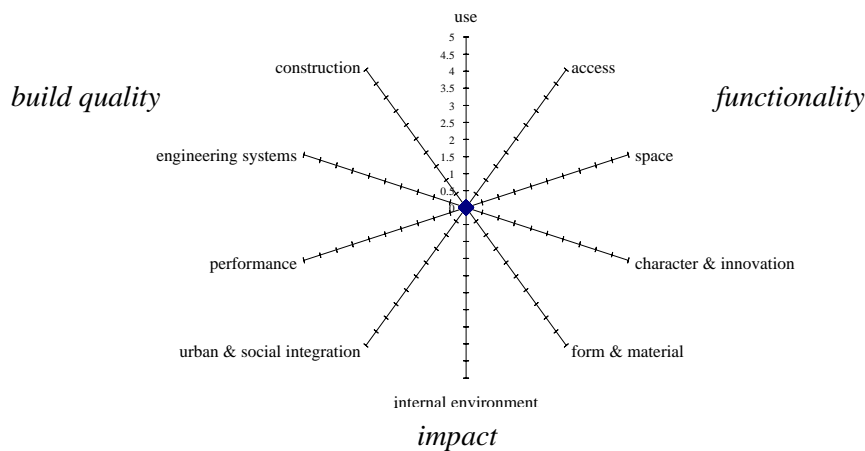 use
5
4.5
4
3.5
3
2.5
2
1.5
1
0.5
0
construction
access
build quality
functionality
engineering systems
space
performance
character & innovation
urban & social integration
form & material
internal environment
impact